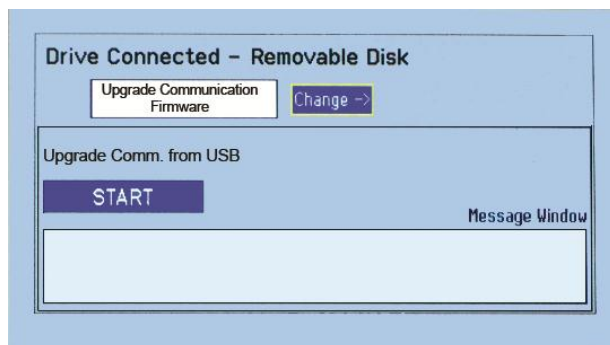 Drive Connected - Removable Disk
Upgrade Communication
Firmware
Change ->
Upgrade Comm. from USB
START
Message Window